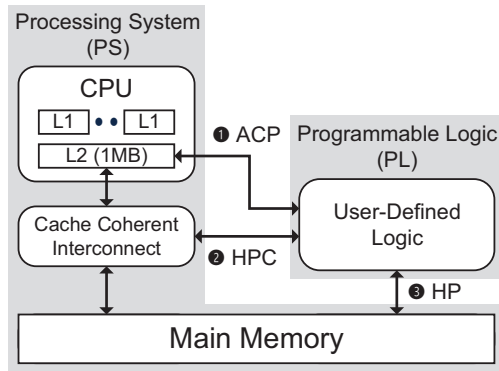 Processing System
(PS)
CPU
L1 • • L1
L2 (1MB)
❶ ACP
Programmable Logic
(PL)
User-Defined
Logic
Cache Coherent
Interconnect
❷ HPC
❸ HP
Main Memory